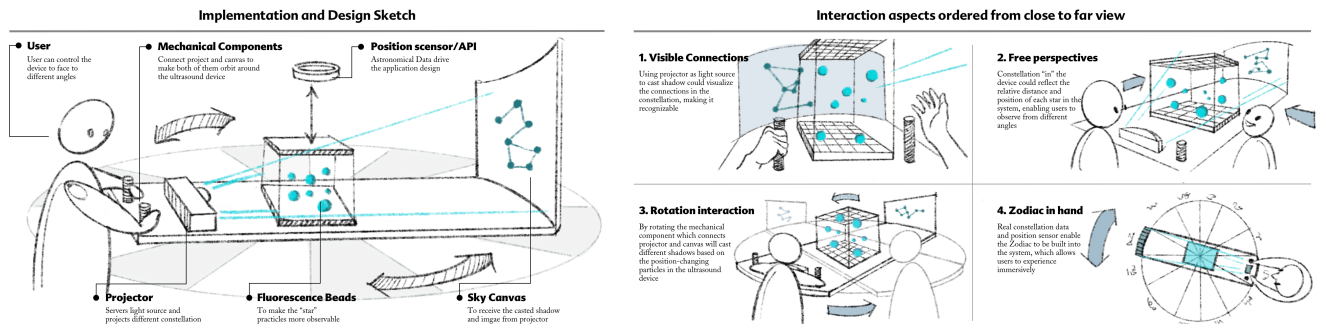 Implementation and Design Sketch
User
User can control the
device to face to
different angles
Mechanical Components
Connect project and canvas to
make both of them orbit around
the ultrasound device
Position scensor/API
Astronomical Data drive
the application design
Projector
Servers light source and
projects different constellation
Fluorescence Beads
To make the "star"
practicles more observable
Sky Canvas
To receive the casted shadow
and imgae from projector
Interaction aspects ordered from close to far view
1. Visible Connections
Using projector as light source
to cast shadow could visualize
the connections in the
constellation, making it
recognizable
2. Free perspectives
Constellation "in" the
device could reflect the
relative distance and
position of each star in the
system, enabling users to
observe from different
angles
3. Rotation interaction
By rotating the mechanical
component which connects
projector and canvas will cast
different shadows based on
the position-changing
particles in the ultrasound
device
4. Zodiac in hand
Real constellation data
and position sensor enable
the Zodiac to be built into
the system, which allows
users to experience
immersively